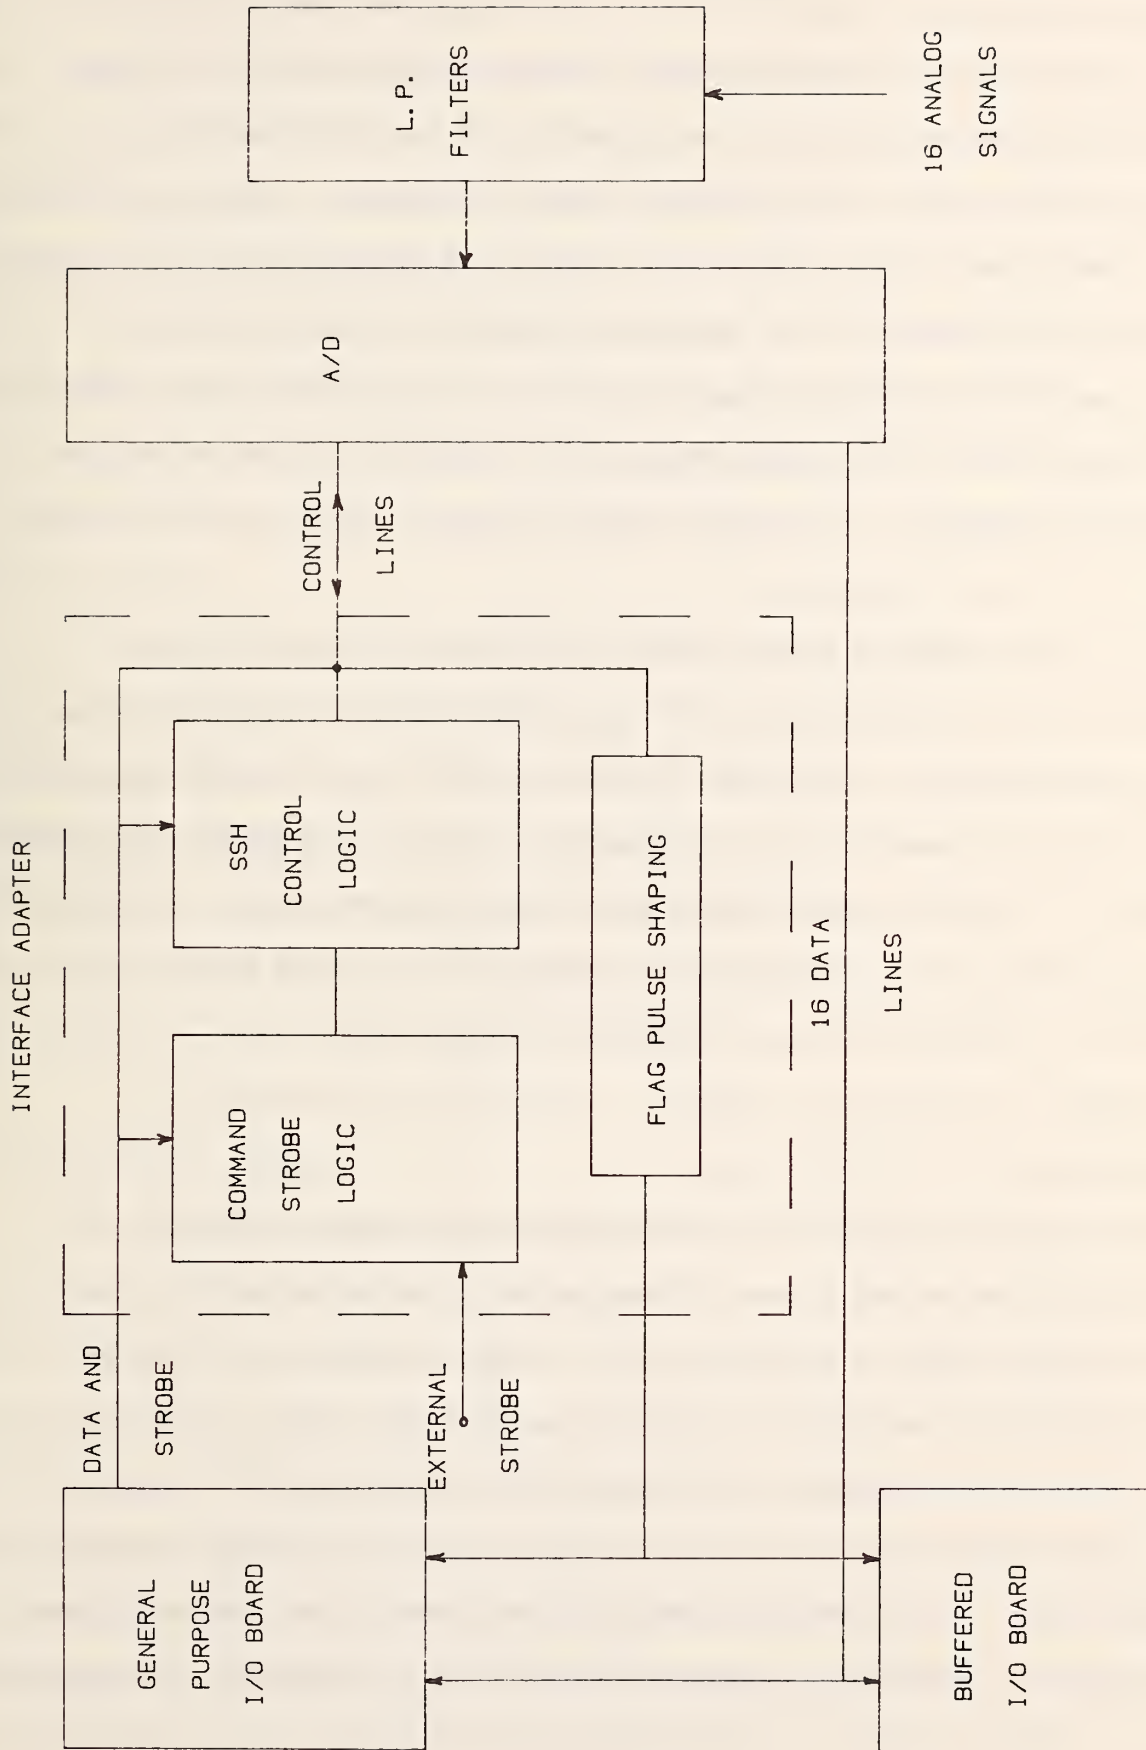 INTERFACE ADAPTER
GENERAL
PURPOSE
I/O BOARD
DATA AND
STROBE
COMMAND
STROBE
LOGIC
SSH
CONTROL
LOGIC
CONTROL
LINES
A/D
L.P.
FILTERS
EXTERNAL
STROBE
FLAG PULSE SHAPING
16 DATA
LINES
16 ANALOG
SIGNALS
BUFFERED
I/O BOARD